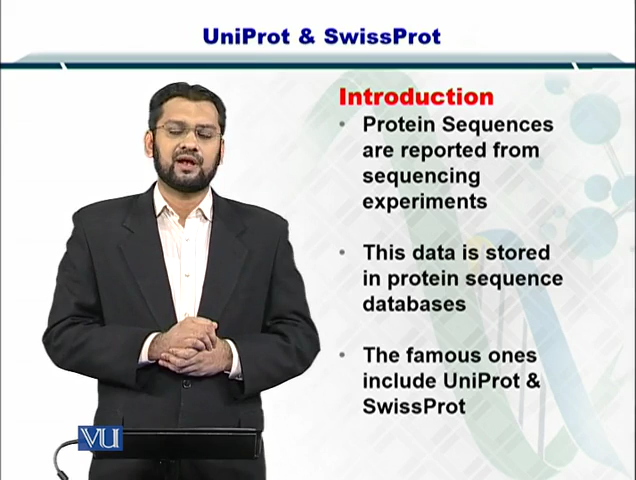 UniProt & SwissProt
Introduction
• Protein Sequences
are reported from
sequencing
experiments
• This data is stored
in protein sequence
databases
• The famous ones
include UniProt &
SwissProt
VU